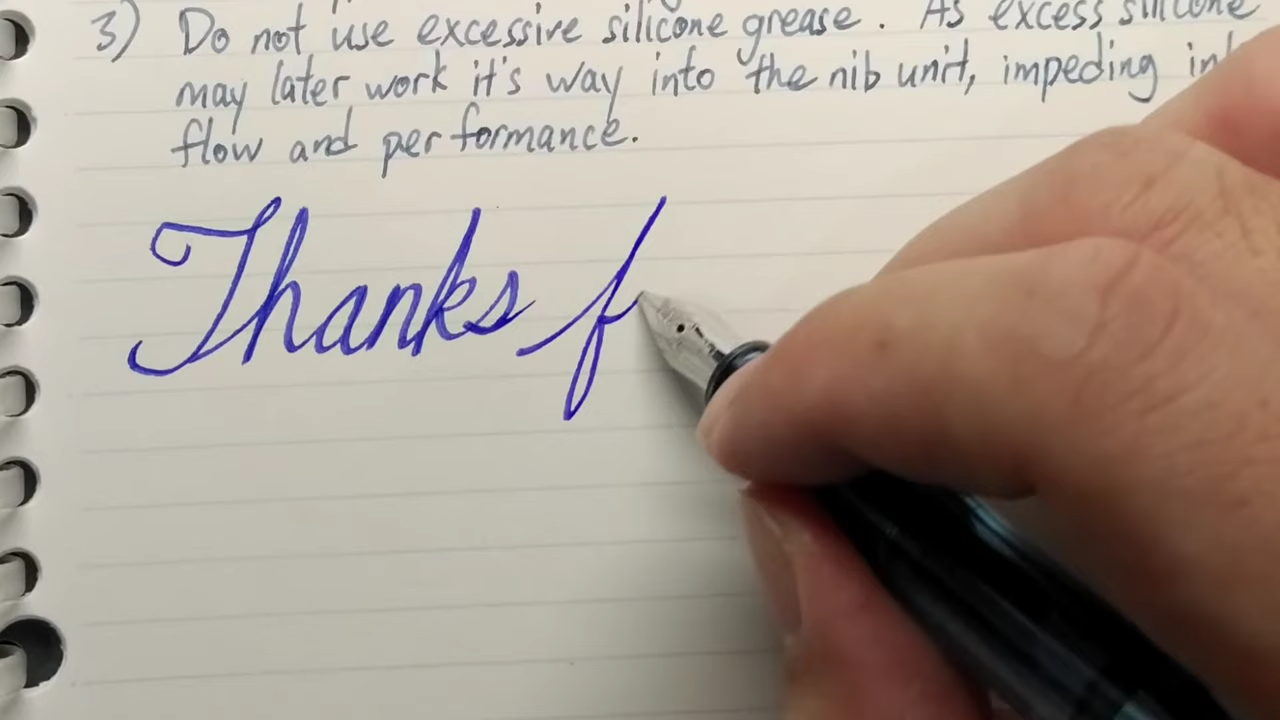 3) Do not use excessive silicone grease. As excess silicone
may later work it's way into the nib unit, impeding
flow and performance.
Thanks f